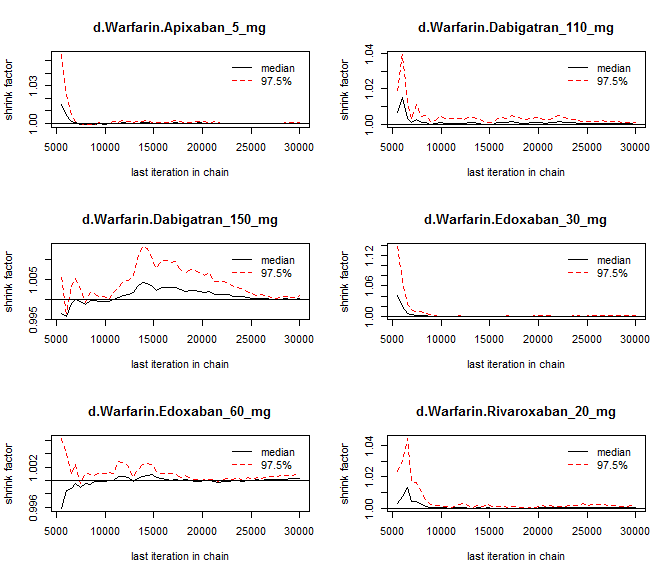 d.Warfarin.Apixaban_5_mg
shrink factor
1.00 1.03
median
97.5%
5000 10000 15000 20000 25000 30000
last iteration in chain
d.Warfarin.Dabigatran_110_mg
shrink factor
1.00 1.02 1.04
median
97.5%
5000 10000 15000 20000 25000 30000
last iteration in chain
d.Warfarin.Dabigatran_150_mg
shrink factor
0.995 1.005
median
97.5%
5000 10000 15000 20000 25000 30000
last iteration in chain
d.Warfarin.Edoxaban_30_mg
shrink factor
1.00 1.06 1.12
median
97.5%
5000 10000 15000 20000 25000 30000
last iteration in chain
d.Warfarin.Edoxaban_60_mg
shrink factor
0.996 1.002
median
97.5%
5000 10000 15000 20000 25000 30000
last iteration in chain
d.Warfarin.Rivaroxaban_20_mg
shrink factor
1.00 1.02 1.04
median
97.5%
5000 10000 15000 20000 25000 30000
last iteration in chain